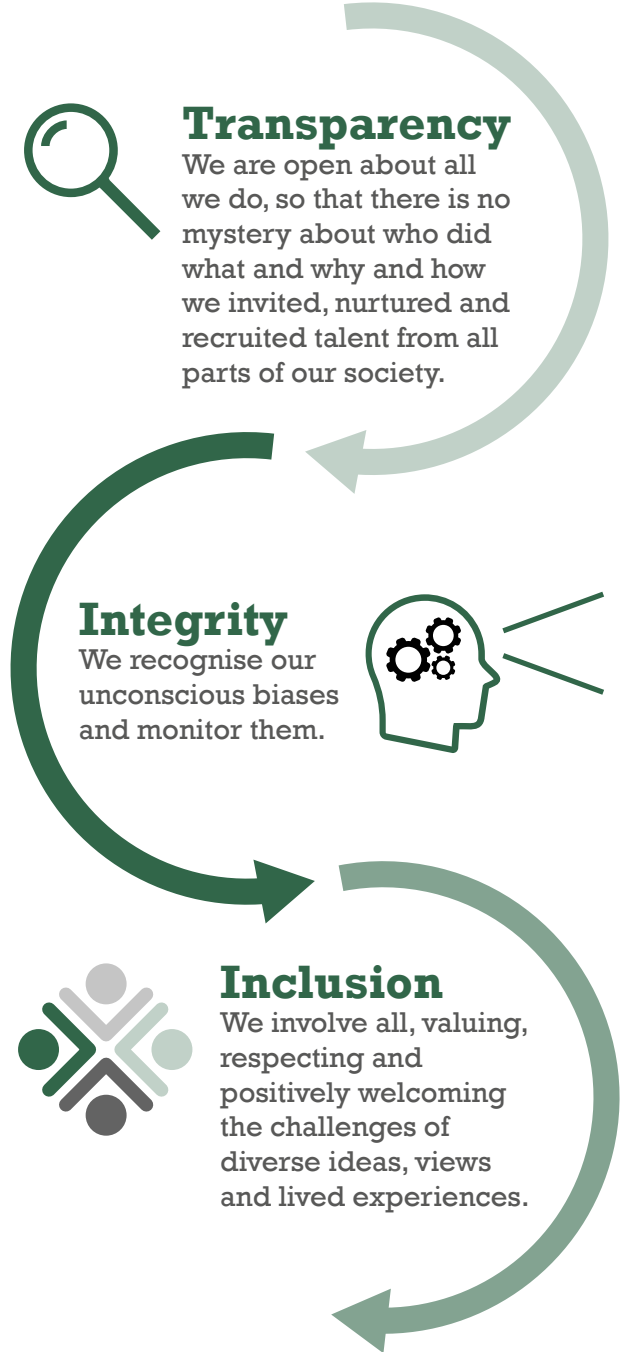 Transparency
We are open about all
we do, so that there is no
mystery about who did
what and why and how
we invited, nurtured and
recruited talent from all
parts of our society.
Integrity
We recognise our
unconscious biases
and monitor them.
Inclusion
We involve all, valuing,
respecting and
positively welcoming
the challenges of
diverse ideas, views
and lived experiences.